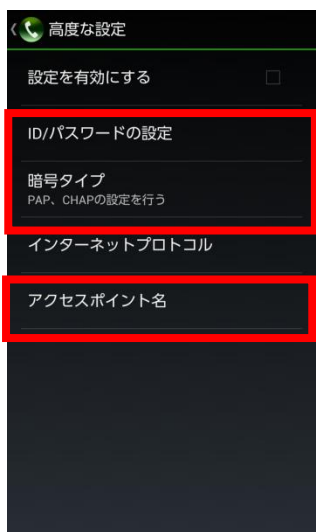 高度な設定
設定を有効にする
ID/パスワードの設定
暗号タイプ
PAP、CHAPの設定を行う
インターネットプロトコル
アクセスポイント名